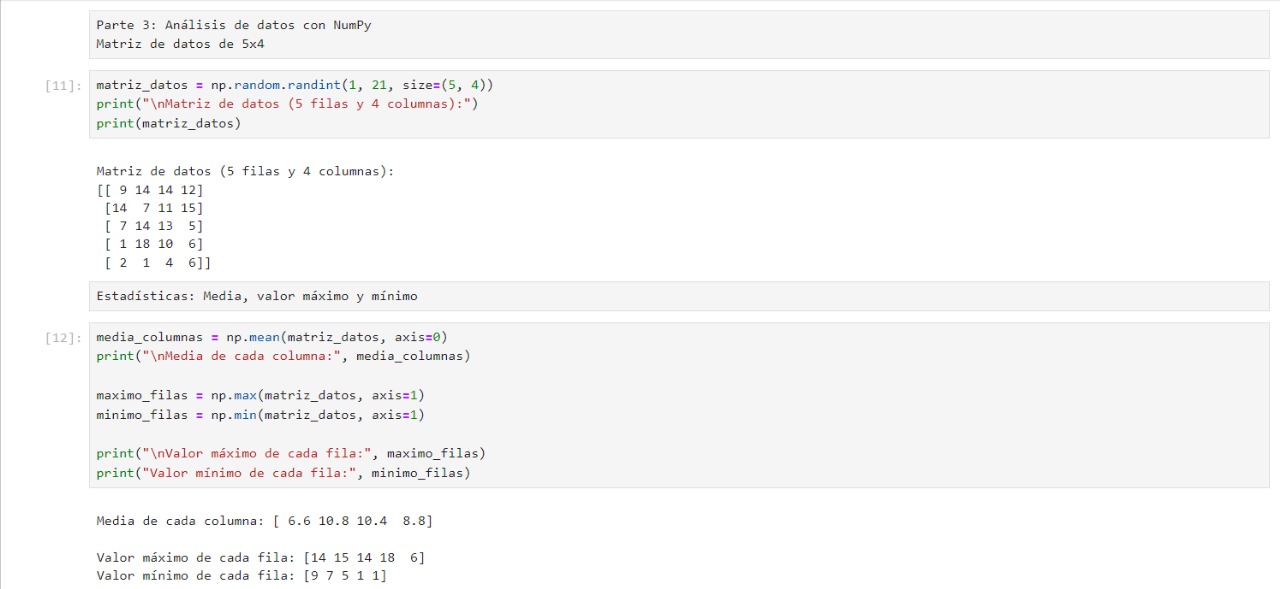 Parte 3: Análisis de datos con NumPy
Matriz de datos de 5x4
[11]:
matriz_datos = np.random.randint(1, 21, size=(5, 4))
print("\nMatriz de datos (5 filas y 4 columnas):")
print(matriz_datos)
Matriz de datos (5 filas y 4 columnas):
[[ 9 14 14 12]
 [14  7 11 15]
 [ 7 14 13  5]
 [ 1 18 10  6]
 [ 2  1  4  6]]
Estadísticas: Media, valor máximo y mínimo
[12]:
media_columnas = np.mean(matriz_datos, axis=0)
print("\nMedia de cada columna:", media_columnas)
maximo_filas = np.max(matriz_datos, axis=1)
minimo_filas = np.min(matriz_datos, axis=1)
print("\nValor máximo de cada fila:", maximo_filas)
print("Valor mínimo de cada fila:", minimo_filas)
Media de cada columna: [ 6.6 10.8 10.4  8.8]
Valor máximo de cada fila: [14 15 14 18  6]
Valor mínimo de cada fila: [9 7 5 1 1]